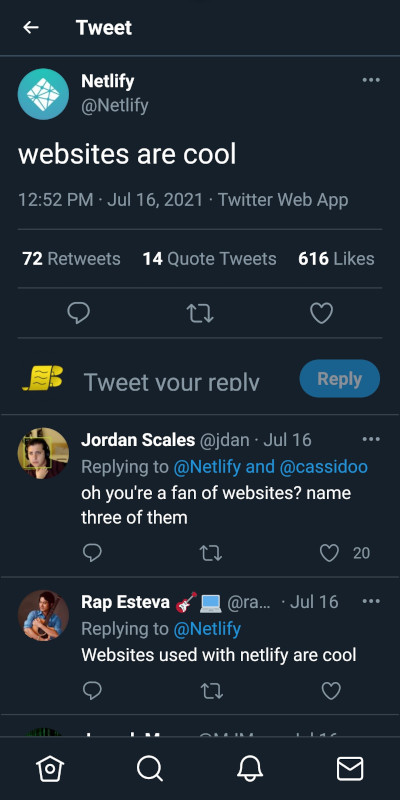 Tweet
Netlify
@Netlify
websites are cool
12:52 PM · Jul 16, 2021 · Twitter Web App
72 Retweets 14 Quote Tweets 616 Likes
Tweet your reply Reply
Jordan Scales @jdan · Jul 16
Replying to @Netlify and @cassidoo
oh you're a fan of websites? name
three of them
20
Rap Esteva 🎸💻 @ra... · Jul 16
Replying to @Netlify
Websites used with netlify are cool